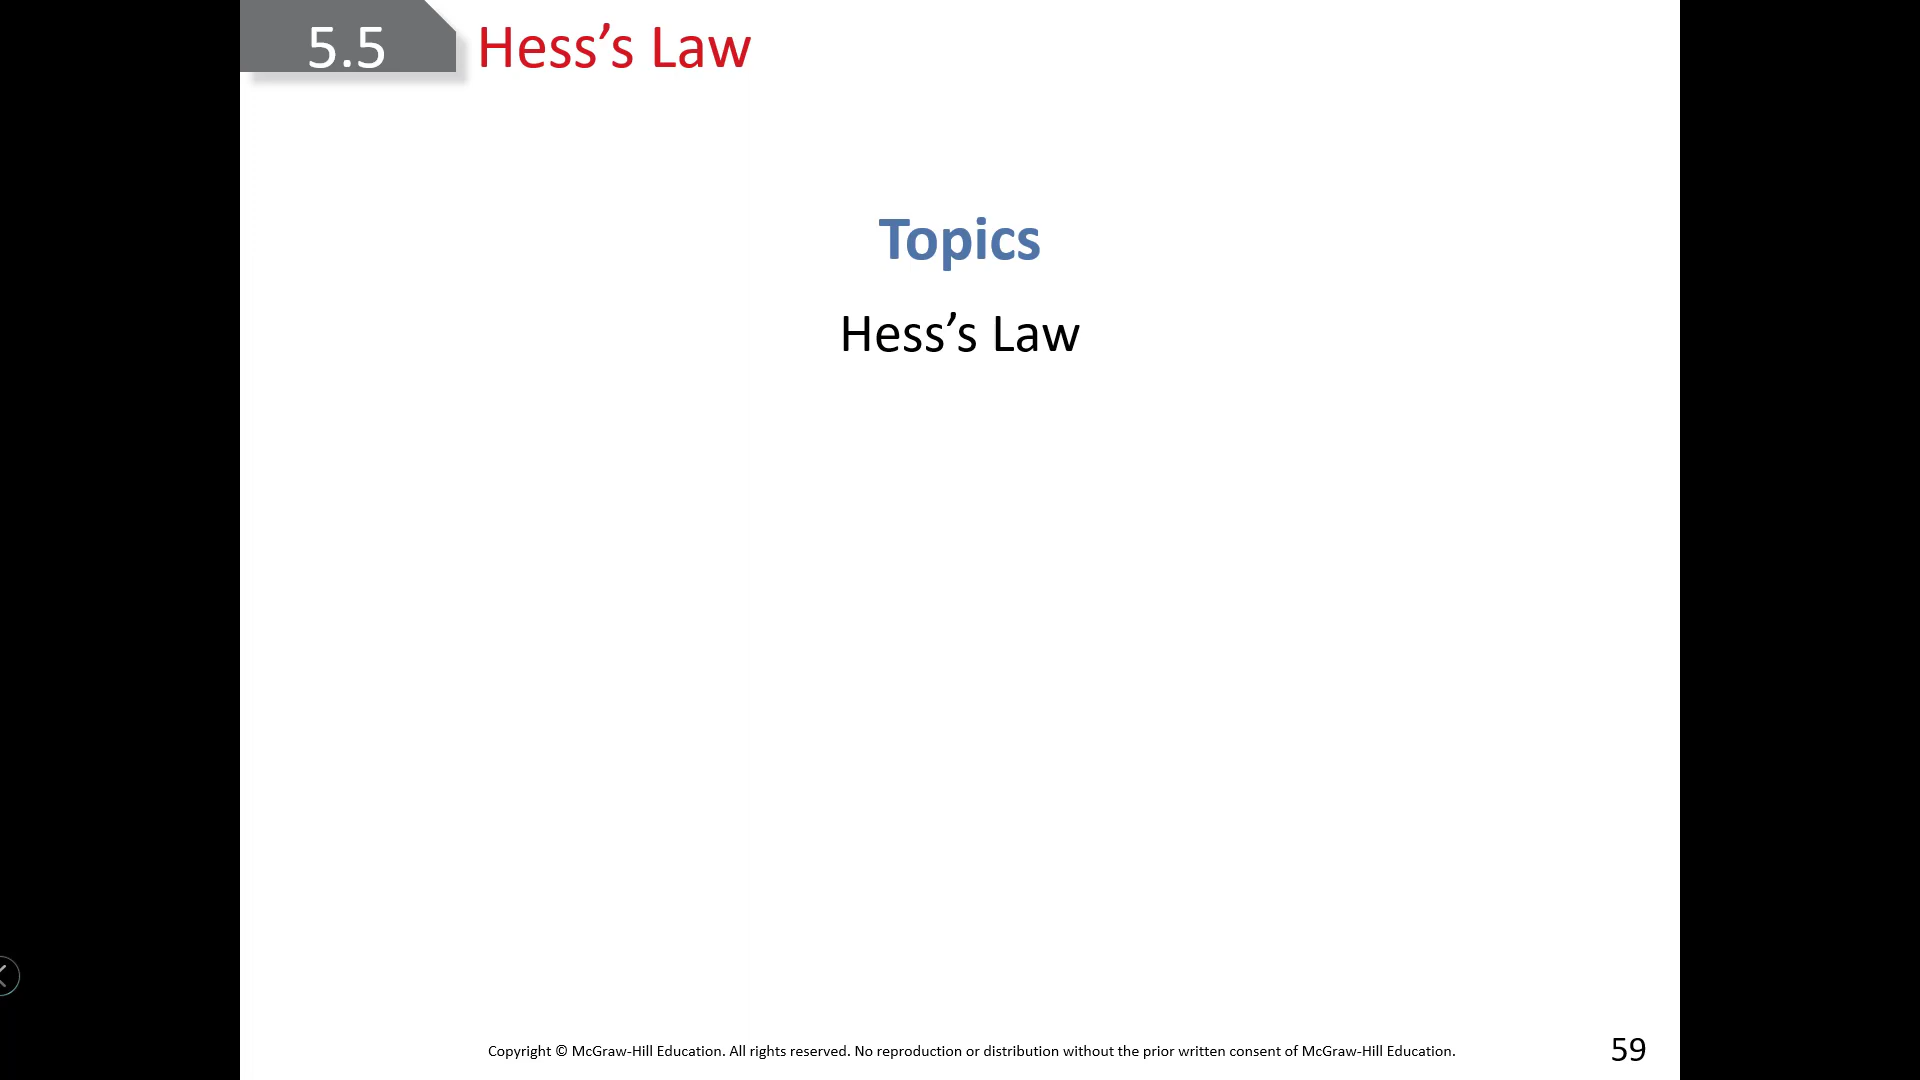 5.5
Hess’s Law
Topics
Hess’s Law
Copyright © McGraw-Hill Education. All rights reserved. No reproduction or distribution without the prior written consent of McGraw-Hill Education.
59